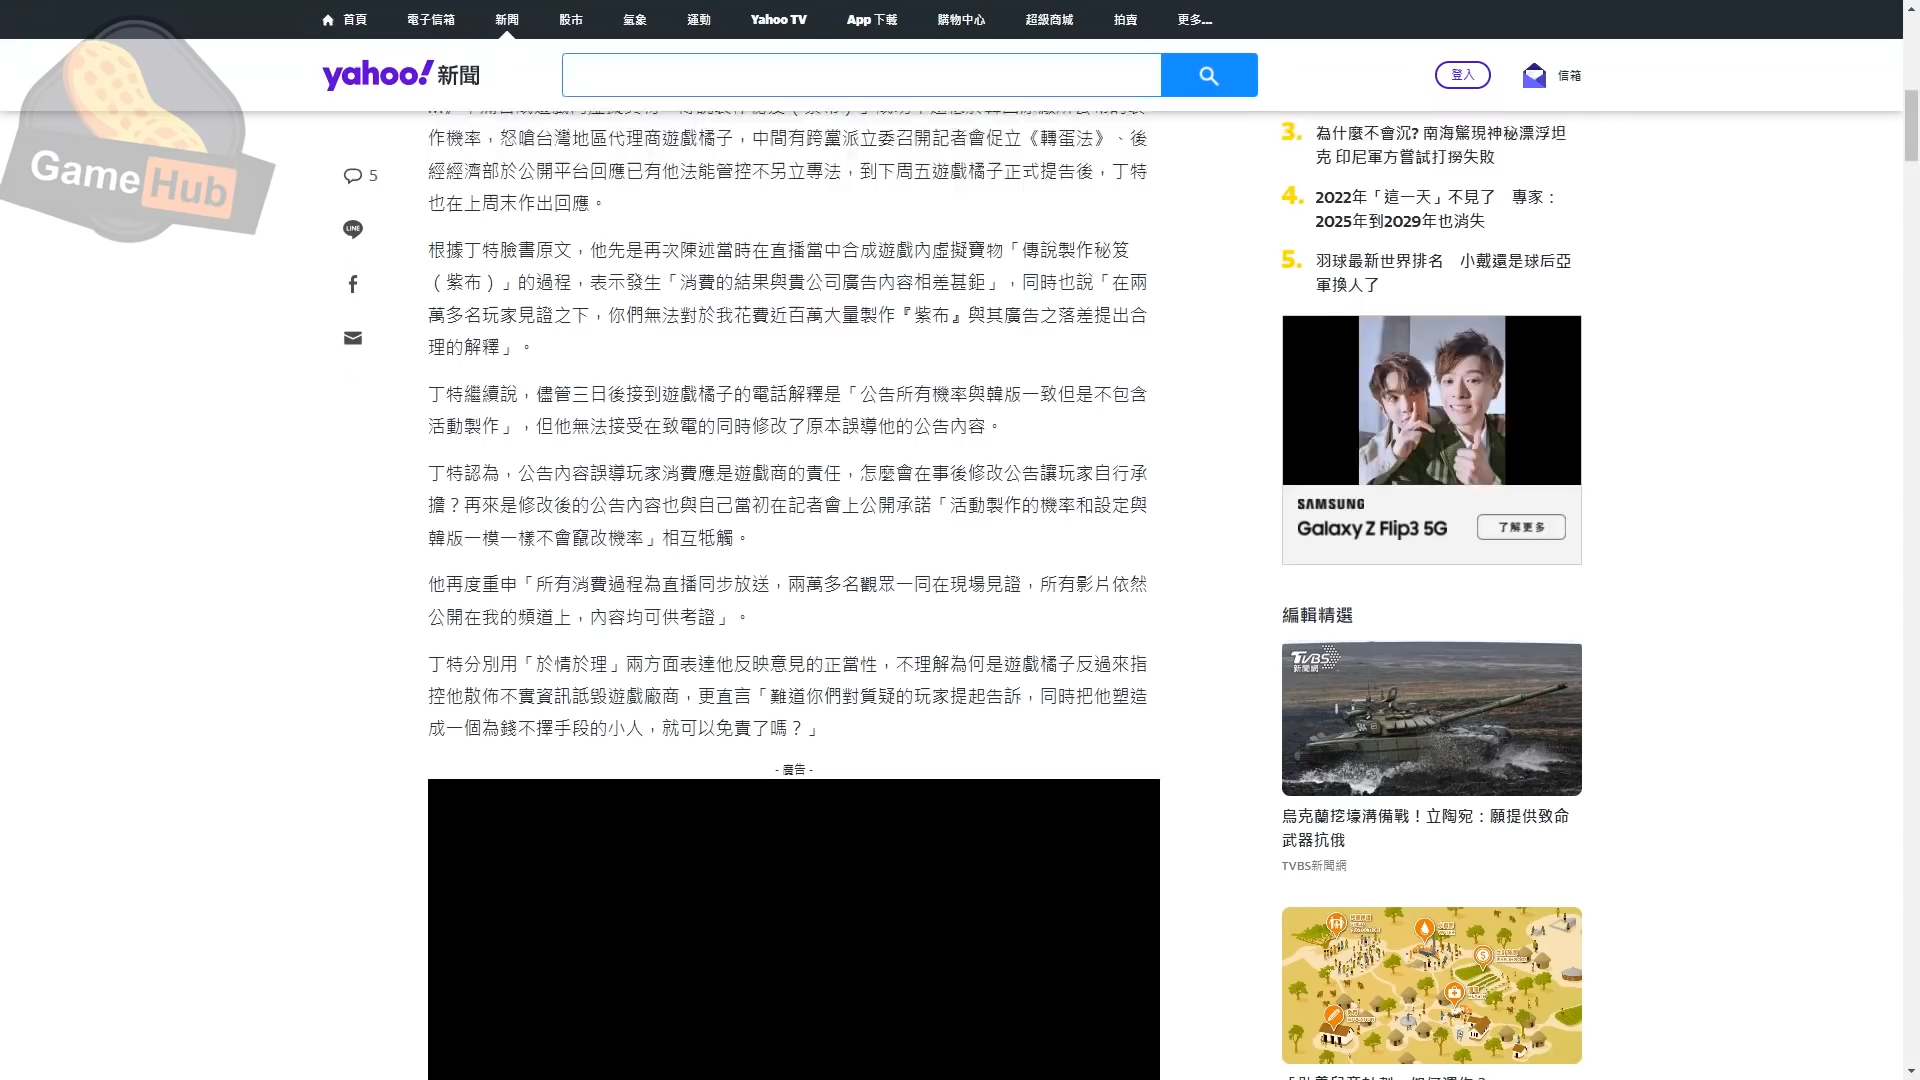 首頁
電子信箱
新聞
股市
氣象
運動
Yahoo TV
App 下載
購物中心
超級商城
拍賣
更多...
yahoo! 新聞
登入
信箱
Game Hub
5
LINE
作機率，怒嗆台灣地區代理商遊戲橘子，中間有跨黨派立委召開記者會促立《轉蛋法》、後
經經濟部於公開平台回應已有他法能管控不另立專法，到下周五遊戲橘子正式提告後，丁特
也在上周末作出回應。
根據丁特臉書原文，他先是再次陳述當時在直播當中合成遊戲內虛擬寶物「傳說製作秘笈
（紫布）」的過程，表示發生「消費的結果與貴公司廣告內容相差甚鉅」，同時也說「在兩
萬多名玩家見證之下，你們無法對於我花費近百萬大量製作『紫布』與其廣告之落差提出合
理的解釋」。
丁特繼續說，儘管三日後接到遊戲橘子的電話解釋是「公告所有機率與韓版一致但是不包含
活動製作」，但他無法接受在致電的同時修改了原本誤導他的公告內容。
丁特認為，公告內容誤導玩家消費應是遊戲商的責任，怎麼會在事後修改公告讓玩家自行承
擔？再來是修改後的公告內容也與自己當初在記者會上公開承諾「活動製作的機率和設定與
韓版一模一樣不會竄改機率」相互牴觸。
他再度重申「所有消費過程為直播同步放送，兩萬多名觀眾一同在現場見證，所有影片依然
公開在我的頻道上，內容均可供考證」。
丁特分別用「於情於理」兩方面表達他反映意見的正當性，不理解為何是遊戲橘子反過來指
控他散佈不實資訊詆毀遊戲廠商，更直言「難道你們對質疑的玩家提起告訴，同時把他塑造
成一個為錢不擇手段的小人，就可以免責了嗎？」
- 廣告 -
3. 為什麼不會沉? 南海驚現神秘漂浮坦
克 印尼軍方嘗試打撈失敗
4. 2022年「這一天」不見了　專家：
2025年到2029年也消失
5. 羽球最新世界排名　小戴還是球后亞
軍換人了
SAMSUNG
Galaxy Z Flip3 5G
了解更多
編輯精選
TVBS
新聞網
烏克蘭挖壕溝備戰！立陶宛：願提供致命
武器抗俄
TVBS新聞網